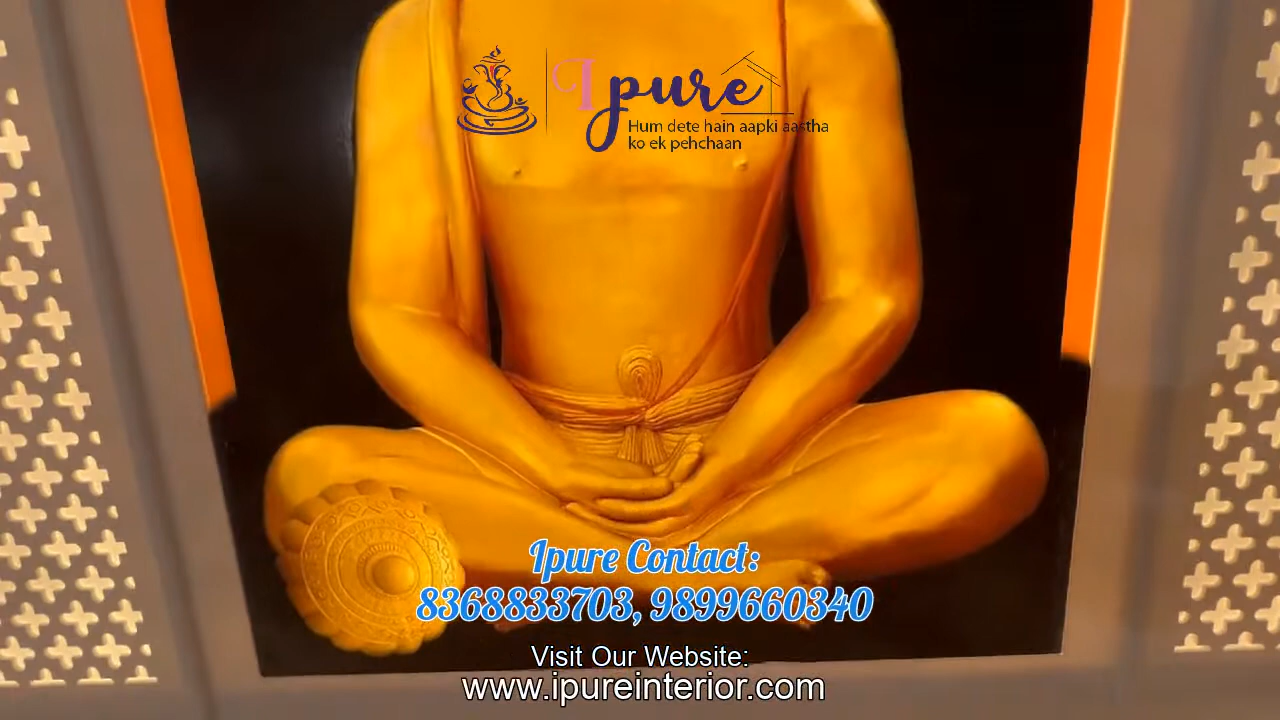 Ipure
Hum dete hain aapki aastha
ko ek pehchaan
Ipure Contact:
8368833703, 9899660340
Visit Our Website:
www.ipureinterior.com